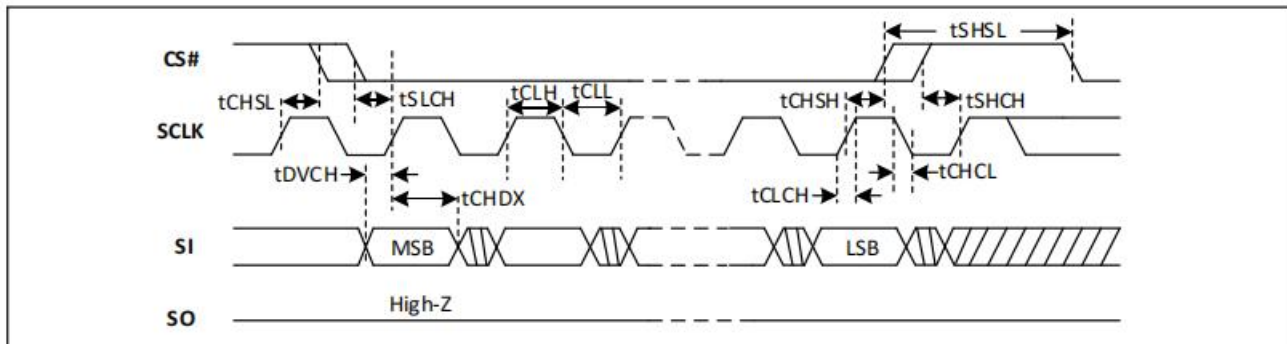 tSHSL
CS#
tCHSL
tSLCH
tCLH
tCLL
tCHSH
tSHCH
SCLK
tDVCH
tCHDX
tCLCH
tCHCL
SI
MSB
LSB
High-Z
SO